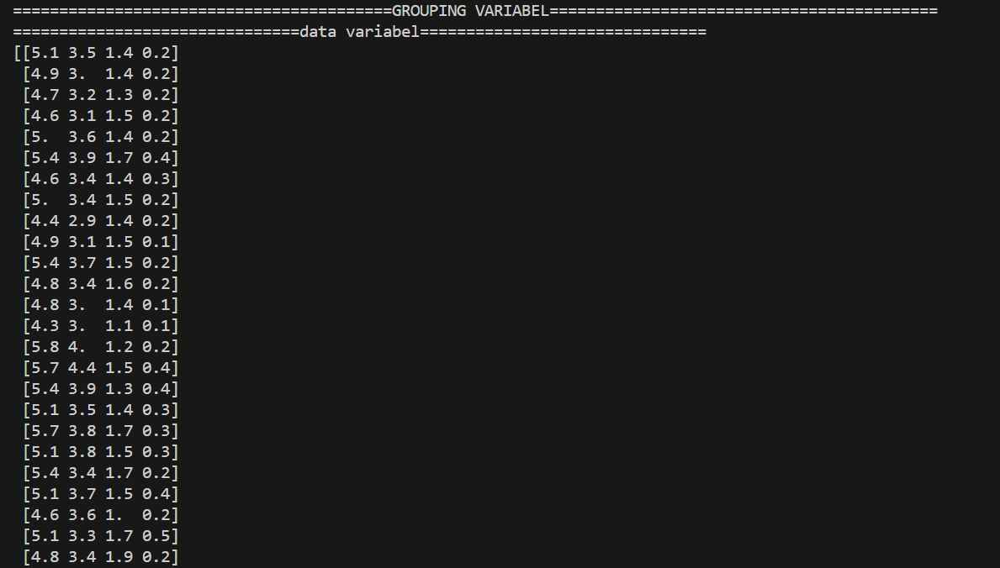 =========================================GROUPING VARIABEL==========================================
===============================data variabel===============================
[[5.1 3.5 1.4 0.2]
 [4.9 3.  1.4 0.2]
 [4.7 3.2 1.3 0.2]
 [4.6 3.1 1.5 0.2]
 [5.  3.6 1.4 0.2]
 [5.4 3.9 1.7 0.4]
 [4.6 3.4 1.4 0.3]
 [5.  3.4 1.5 0.2]
 [4.4 2.9 1.4 0.2]
 [4.9 3.1 1.5 0.1]
 [5.4 3.7 1.5 0.2]
 [4.8 3.4 1.6 0.2]
 [4.8 3.  1.4 0.1]
 [4.3 3.  1.1 0.1]
 [5.8 4.  1.2 0.2]
 [5.7 4.4 1.5 0.4]
 [5.4 3.9 1.3 0.4]
 [5.1 3.5 1.4 0.3]
 [5.7 3.8 1.7 0.3]
 [5.1 3.8 1.5 0.3]
 [5.4 3.4 1.7 0.2]
 [5.1 3.7 1.5 0.4]
 [4.6 3.6 1.  0.2]
 [5.1 3.3 1.7 0.5]
 [4.8 3.4 1.9 0.2]